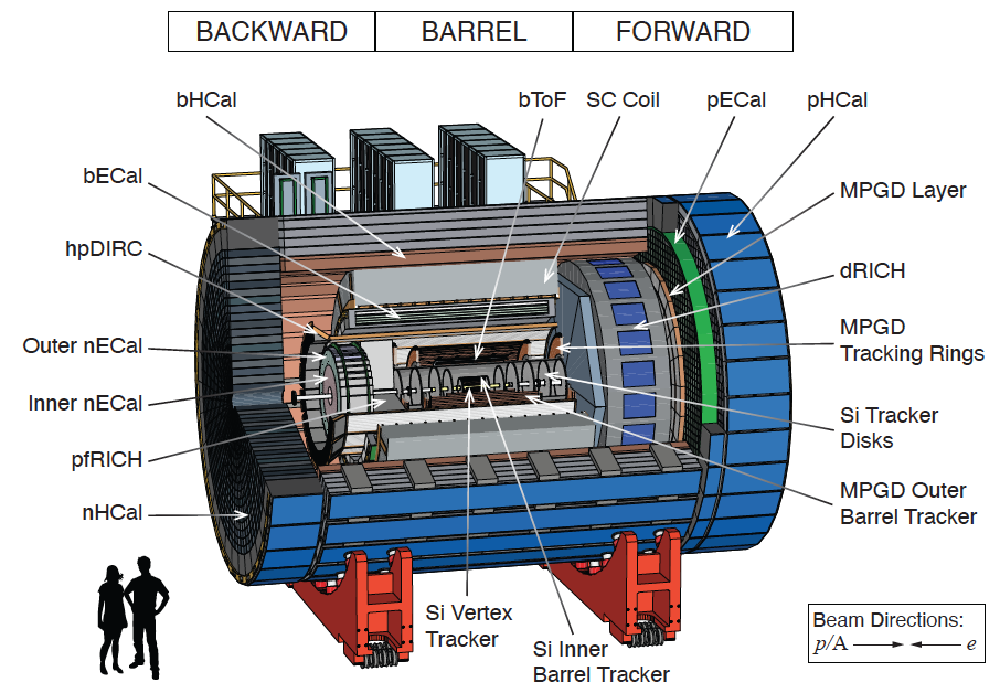 BACKWARD
BARREL
FORWARD
bHCal
bToF
SC Coil
pECal
pHCal
bECal
MPGD Layer
hpDIRC
dRICH
MPGD
Tracking Rings
Outer nECal
Inner nECal
Si Tracker
Disks
pfRICH
MPGD Outer
Barrel Tracker
nHCal
Si Vertex
Tracker
Si Inner
Barrel Tracker
Beam Directions:
p/A e